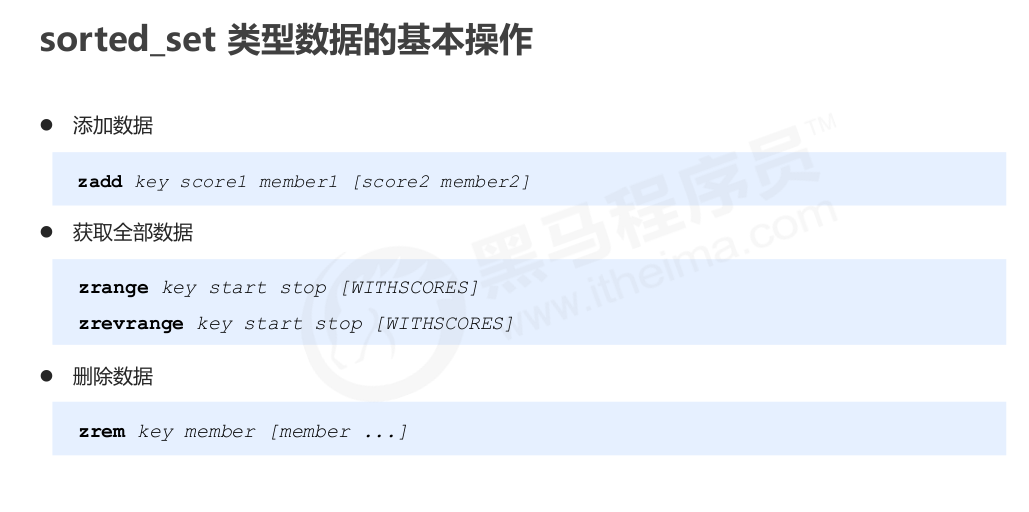 sorted_set 类型数据的基本操作
● 添加数据
zadd key score1 member1 [score2 member2]
● 获取全部数据
zrange key start stop [WITHSCORES]
zrevrange key start stop [WITHSCORES]
● 删除数据
zrem key member [member ...]
黑马程序员™
www.itheima.com